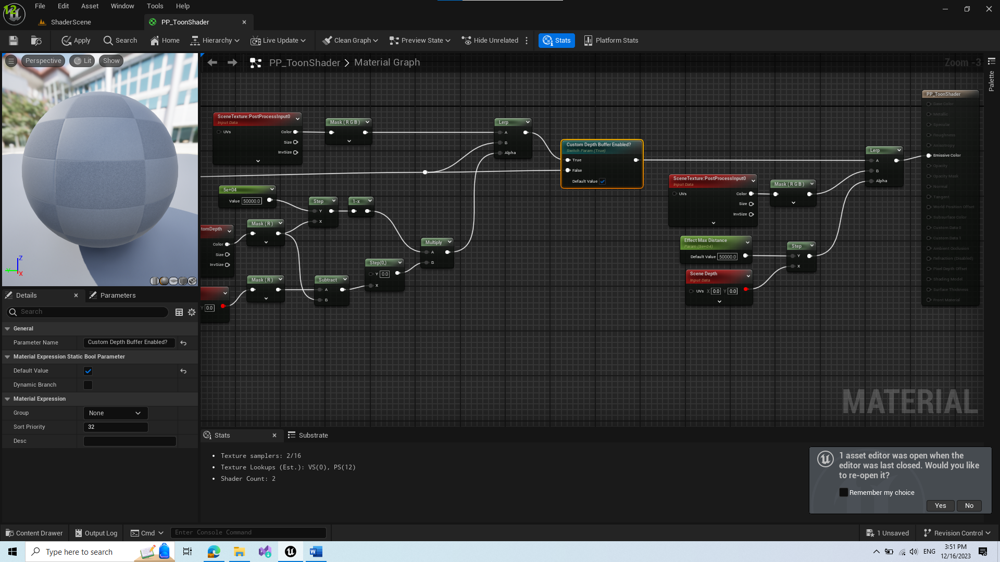 File Edit Asset Window Tools Help
ShaderScene PP_ToonShader
Apply Search Home Hierarchy Live Update Clean Graph Preview State Hide Unrelated Stats Platform Stats
Perspective Lit Show
PP_ToonShader > Material Graph
Zoom -3
Palette
SceneTexture:PostProcessInput0
Input Data
UVs Color
Size
InvSize
Mask ( R G B )
Lerp
A
B
Alpha
Custom Depth Buffer Enabled?
Switch Param (True)
True
False
Default Value
5e+04
Value 50000.0
Step
Y
X
1-x
tomDepth
Color
Size
InvSize
Mask ( R )
Multiply
A
B
Step(0,)
Y 0.0
X
Mask ( R )
Subtract
A
B
Y 0.0
SceneTexture:PostProcessInput0
Input Data
UVs Color
Size
InvSize
Mask ( R G B )
Lerp
A
B
Alpha
Effect Max Distance
Param (5e+04)
Default Value 50000.0
Step
Y
X
Scene Depth
Input Data
UVs X 0.0 Y 0.0
PP_ToonShader
Base Color
Metallic
Specular
Roughness
Anisotropy
Emissive Color
Opacity
Opacity Mask
Normal
Tangent
World Position Offset
Subsurface Color
Custom Data 0
Custom Data 1
Ambient Occlusion
Refraction (Disabled)
Pixel Depth Offset
Shading Model
Surface Thickness
Front Material
MATERIAL
Z
Y
X
Details Parameters
Search
General
Parameter Name Custom Depth Buffer Enabled?
Material Expression Static Bool Parameter
Default Value
Dynamic Branch
Material Expression
Group None
Sort Priority 32
Desc
Stats Substrate
Texture samplers: 2/16
Texture Lookups (Est.): VS(0), PS(12)
Shader Count: 2
1 asset editor was open when the
editor was last closed. Would you like
to re-open it?
Remember my choice
Yes No
Content Drawer Output Log Cmd Enter Console Command 1 Unsaved Revision Control
Type here to search
ENG
3:51 PM
12/16/2023